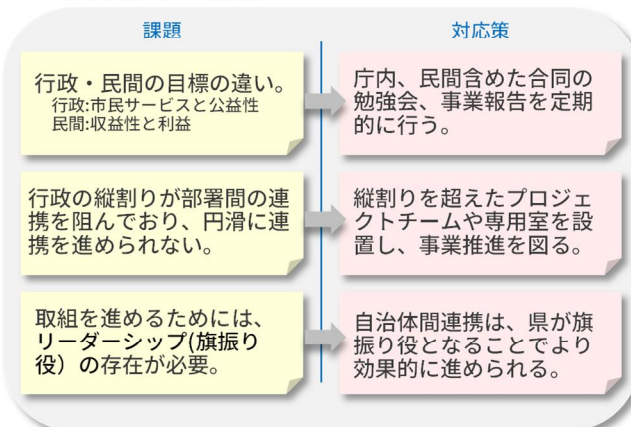 課題
対応策
行政・民間の目標の違い。
行政:市民サービスと公益性
民間:収益性と利益
庁内、民間含めた合同の
勉強会、事業報告を定期
的に行う。
行政の縦割りが部署間の連
携を阻んでおり、円滑に連
携を進められない。
縦割りを超えたプロジェ
クトチームや専用室を設
置し、事業推進を図る。
取組を進めるためには、
リーダーシップ(旗振り
役）の存在が必要。
自治体間連携は、県が旗
振り役となることでより
効果的に進められる。